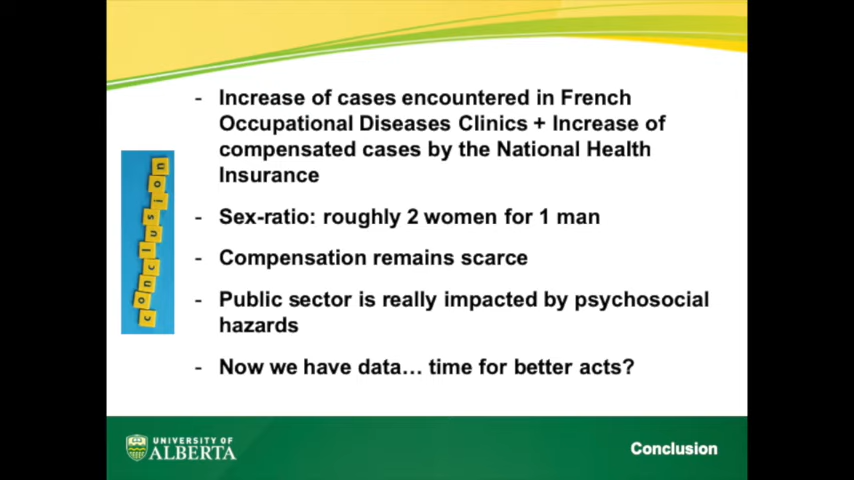 - Increase of cases encountered in French
Occupational Diseases Clinics + Increase of
compensated cases by the National Health
Insurance
- Sex-ratio: roughly 2 women for 1 man
- Compensation remains scarce
- Public sector is really impacted by psychosocial
hazards
- Now we have data... time for better acts?
conclusion
UNIVERSITY OF
ALBERTA
Conclusion